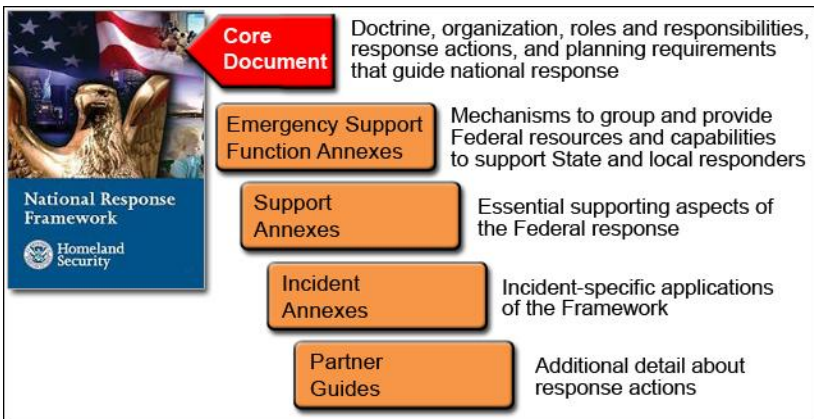 Core
Document
Doctrine, organization, roles and responsibilities,
response actions, and planning requirements
that guide national response
Emergency Support
Function Annexes
Mechanisms to group and provide
Federal resources and capabilities
to support State and local responders
National Response
Framework
Homeland
Security
Support
Annexes
Essential supporting aspects of
the Federal response
Incident
Annexes
Incident-specific applications
of the Framework
Partner
Guides
Additional detail about
response actions